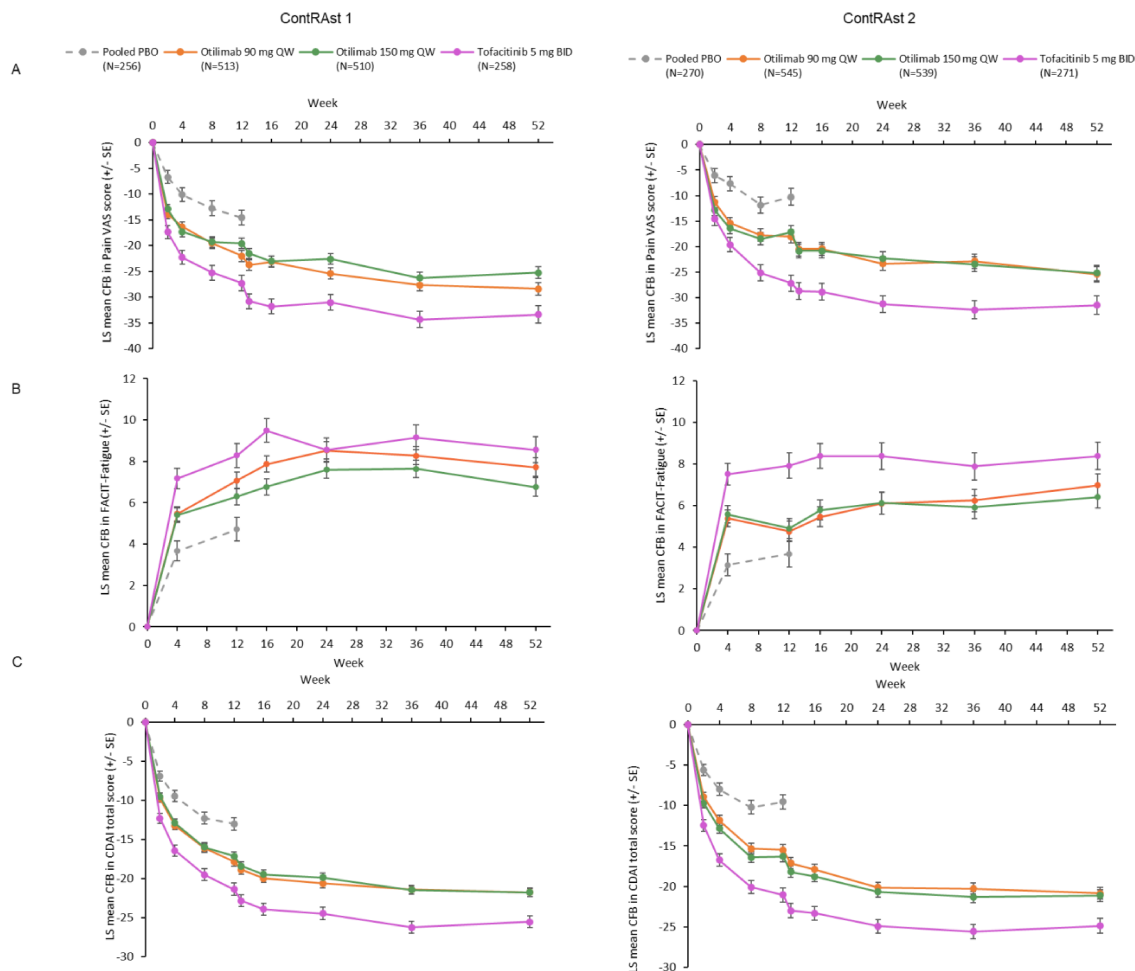 ContRAst 1
ContRAst 2
Pooled PBO (N=256) Otilimab 90 mg QW (N=513) Otilimab 150 mg QW (N=510) Tofacitinib 5 mg BID (N=258)
Pooled PBO (N=270) Otilimab 90 mg QW (N=545) Otilimab 150 mg QW (N=539) Tofacitinib 5 mg BID (N=271)
A
Week
0 4 8 12 16 20 24 28 32 36 40 44 48 52
LS mean CFB in Pain VAS score (+/- SE)
0
-5
-10
-15
-20
-25
-30
-35
-40
Week
0 4 8 12 16 20 24 28 32 36 40 44 48 52
LS mean CFB in Pain VAS score (+/- SE)
0
-5
-10
-15
-20
-25
-30
-35
-40
B
LS mean CFB in FACIT-Fatigue (+/- SE)
12
10
8
6
4
2
0
0 4 8 12 16 20 24 28 32 36 40 44 48 52
Week
LS mean CFB in FACIT-Fatigue (+/- SE)
12
10
8
6
4
2
0
0 4 8 12 16 20 24 28 32 36 40 44 48 52
Week
C
Week
0 4 8 12 16 20 24 28 32 36 40 44 48 52
LS mean CFB in CDAI total score (+/- SE)
0
-5
-10
-15
-20
-25
-30
Week
0 4 8 12 16 20 24 28 32 36 40 44 48 52
LS mean CFB in CDAI total score (+/- SE)
0
-5
-10
-15
-20
-25
-30